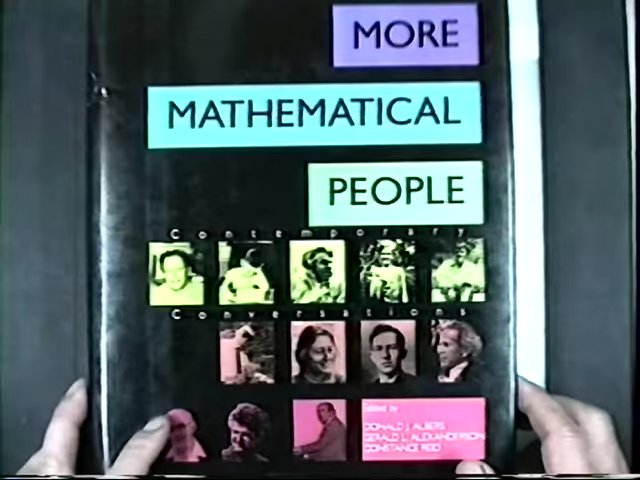 MORE
MATHEMATICAL
PEOPLE
Contemporary
Conversations
Edited by
DONALD J. ALBERS
GERALD L. ALEXANDERSON
CONSTANCE REID